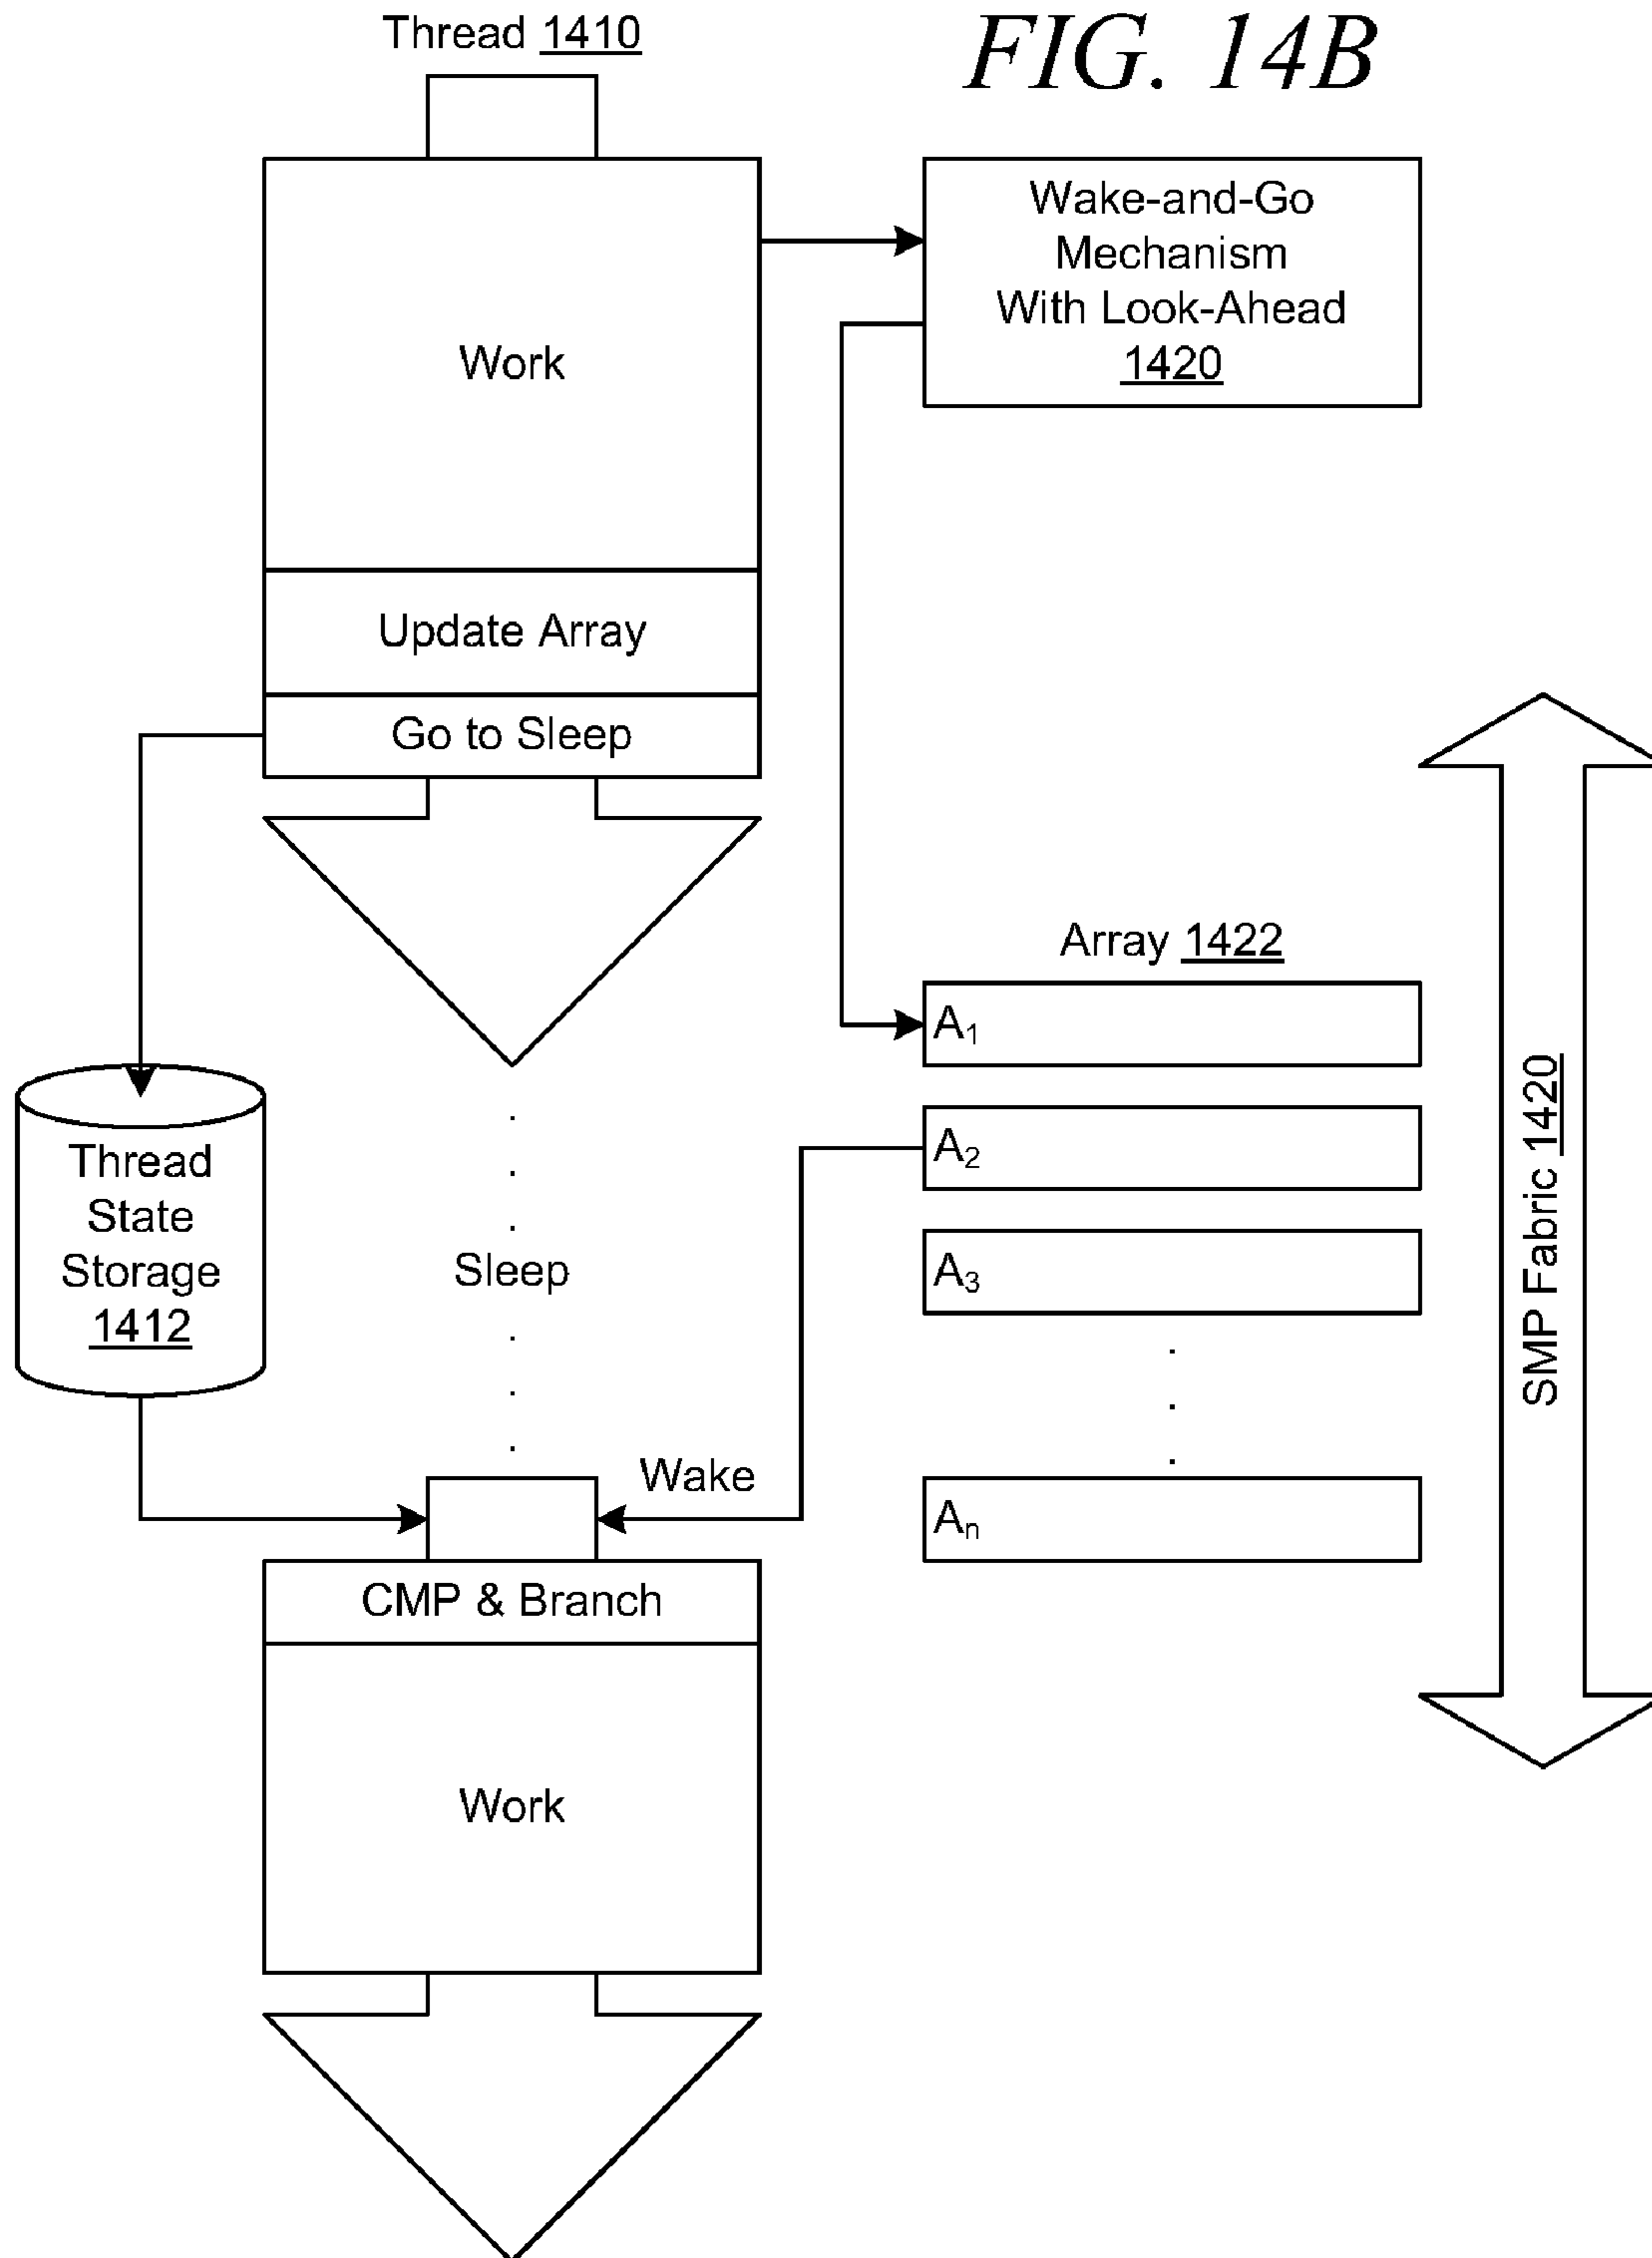 Thread 1410
FIG. 14B
Work
Wake-and-Go
Mechanism
With Look-Ahead
1420
Update Array
Go to Sleep
Array 1422
A₁
A₂
A₃
Aₙ
SMP Fabric 1420
Thread
State
Storage
1412
Sleep
Wake
CMP & Branch
Work